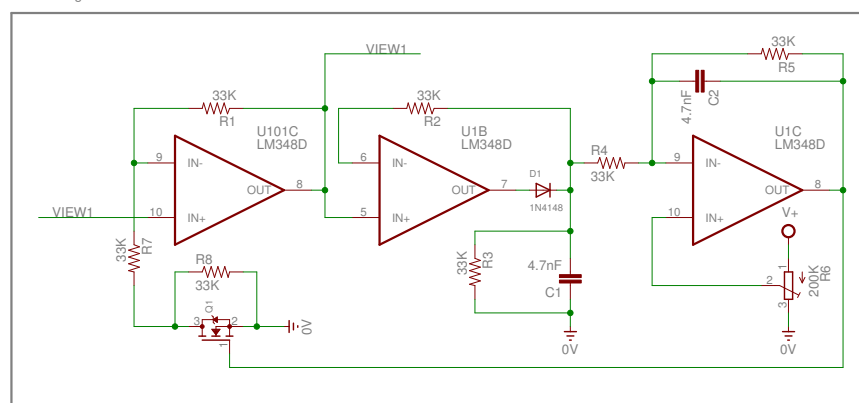 VIEW1
33K
R1
U101C
LM348D
9
IN-
OUT
8
10
IN+
VIEW1
33K
R7
R8
33K
Q1
3
2
1
0V
33K
R2
U1B
LM348D
6
IN-
OUT
7
5
IN+
D1
1N4148
33K
R3
4.7nF
C1
0V
R4
33K
33K
R5
4.7nF
C2
U1C
LM348D
9
IN-
OUT
8
10
IN+
V+
1
2
3
200K
R6
0V